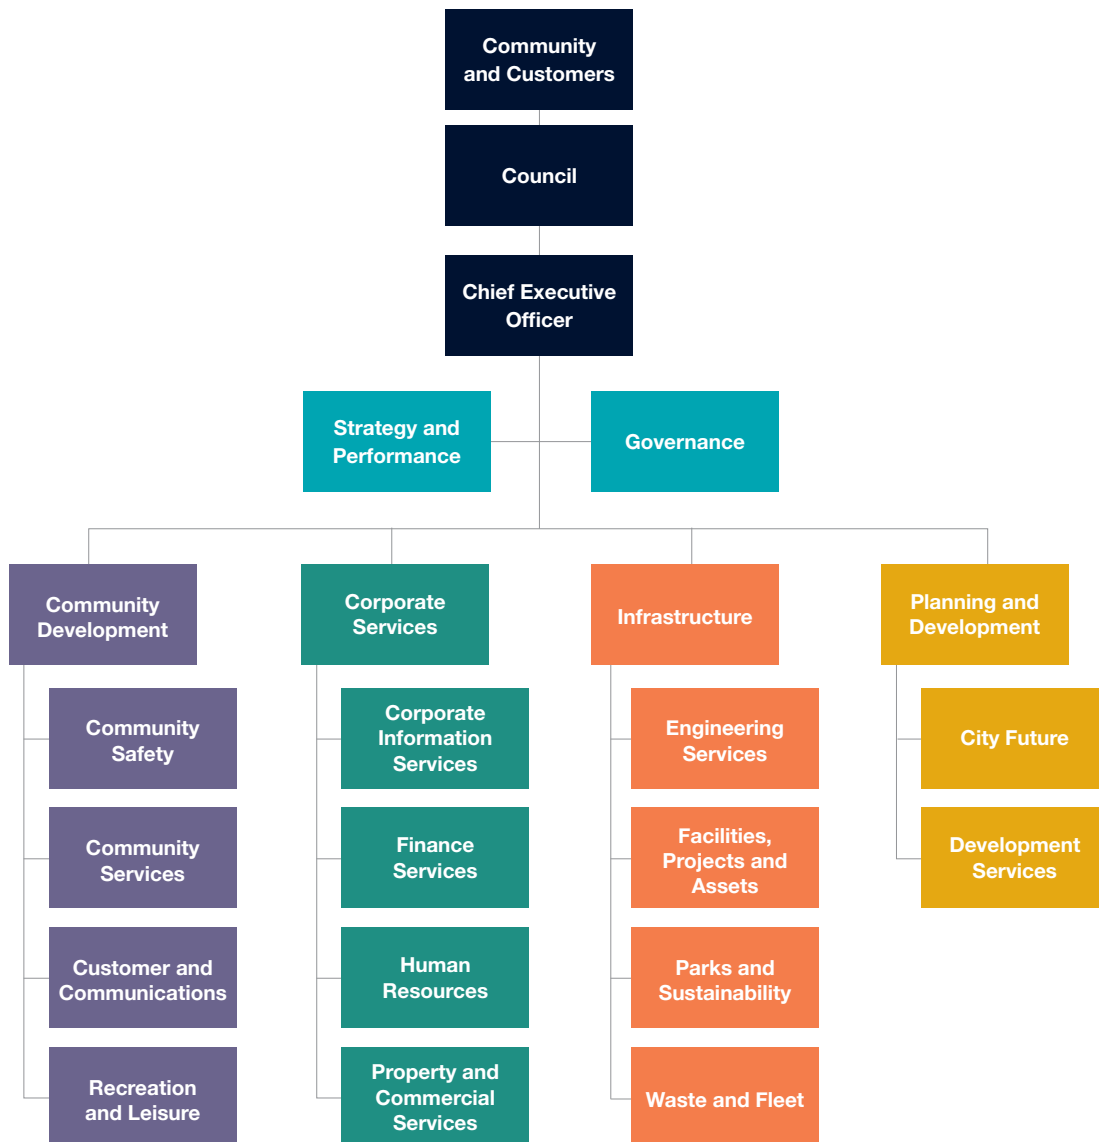 Community
and Customers
Council
Chief Executive
Officer
Strategy and
Performance
Governance
Community
Development
Corporate
Services
Infrastructure
Planning and
Development
Community
Safety
Corporate
Information
Services
Engineering
Services
City Future
Community
Services
Finance
Services
Facilities,
Projects and
Assets
Development
Services
Customer and
Communications
Human
Resources
Parks and
Sustainability
Recreation
and Leisure
Property and
Commercial
Services
Waste and Fleet